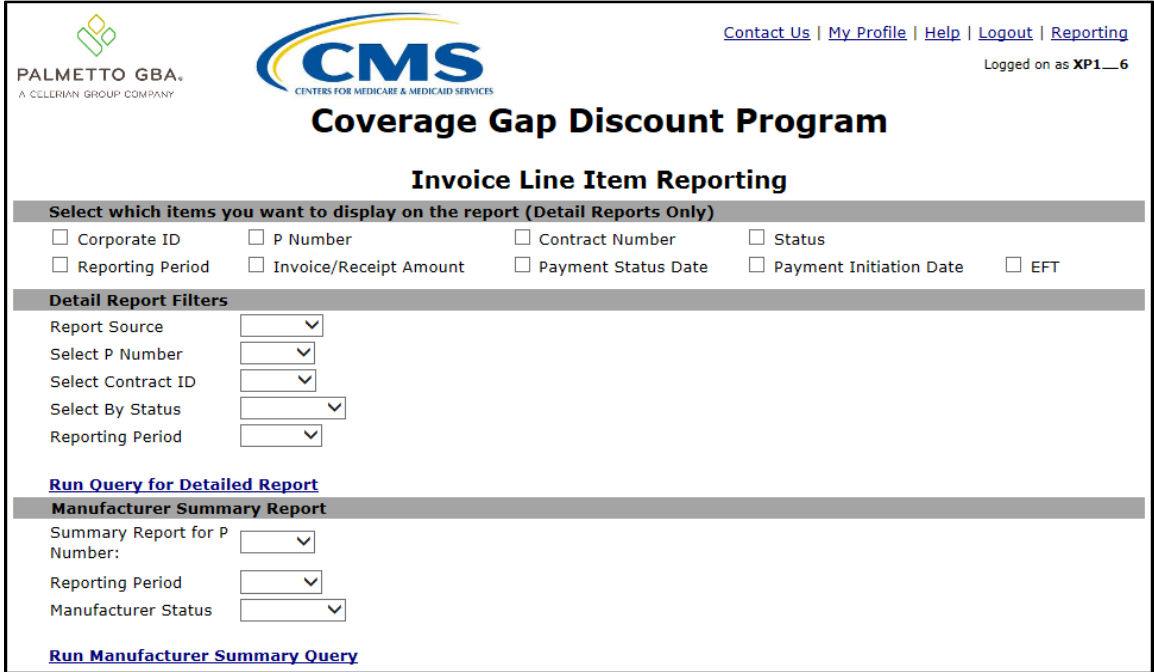 PALMETTO GBA.
A CELERIAN GROUP COMPANY
CMS
CENTERS FOR MEDICARE & MEDICAID SERVICES
Contact Us | My Profile | Help | Logout | Reporting
Logged on as XP1__6
Coverage Gap Discount Program
Invoice Line Item Reporting
Select which items you want to display on the report (Detail Reports Only)
Corporate ID P Number Contract Number Status
Reporting Period Invoice/Receipt Amount Payment Status Date Payment Initiation Date EFT
Detail Report Filters
Report Source
Select P Number
Select Contract ID
Select By Status
Reporting Period
Run Query for Detailed Report
Manufacturer Summary Report
Summary Report for P
Number:
Reporting Period
Manufacturer Status
Run Manufacturer Summary Query